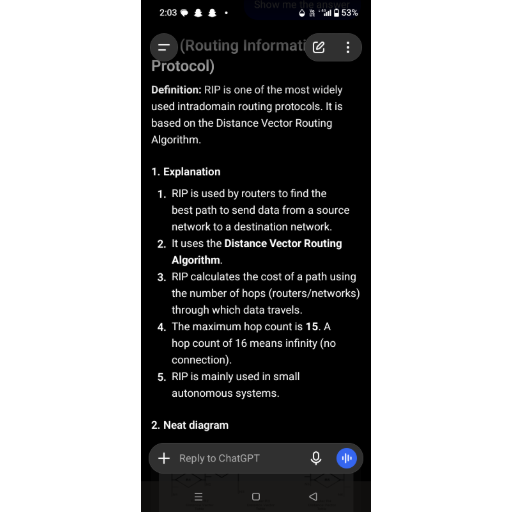 2:03
53%
Show me the answer
(Routing Informati
Protocol)
Definition: RIP is one of the most widely
used intradomain routing protocols. It is
based on the Distance Vector Routing
Algorithm.
1. Explanation
1. RIP is used by routers to find the
best path to send data from a source
network to a destination network.
2. It uses the Distance Vector Routing
Algorithm.
3. RIP calculates the cost of a path using
the number of hops (routers/networks)
through which data travels.
4. The maximum hop count is 15. A
hop count of 16 means infinity (no
connection).
5. RIP is mainly used in small
autonomous systems.
2. Neat diagram
Reply to ChatGPT